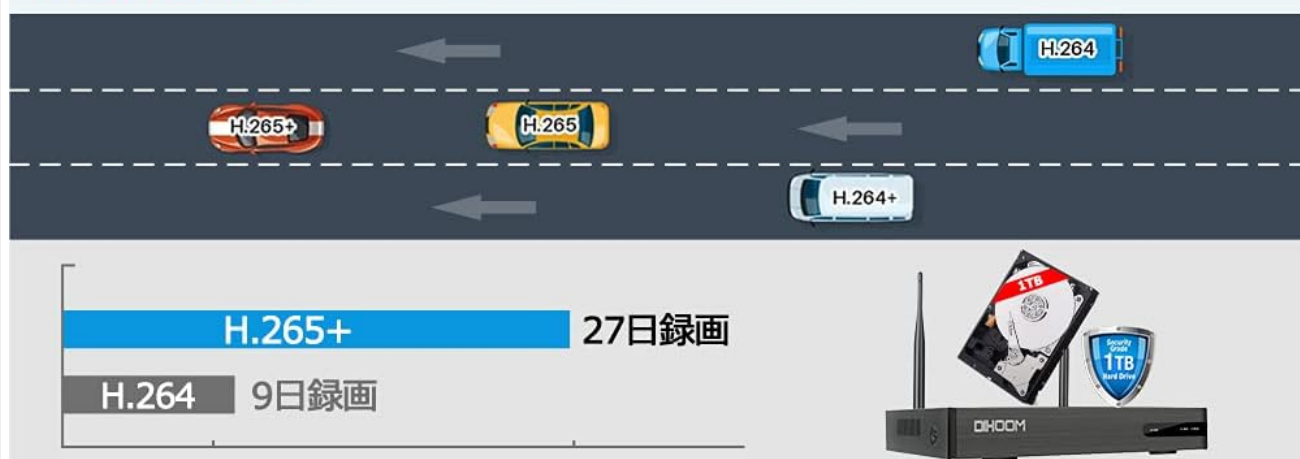 H.264
H.265+
H.265
H.264+
H.265+
27日録画
H.264
9日録画
1TB
Security
Grade
1TB
Hard Drive
DIHOOM